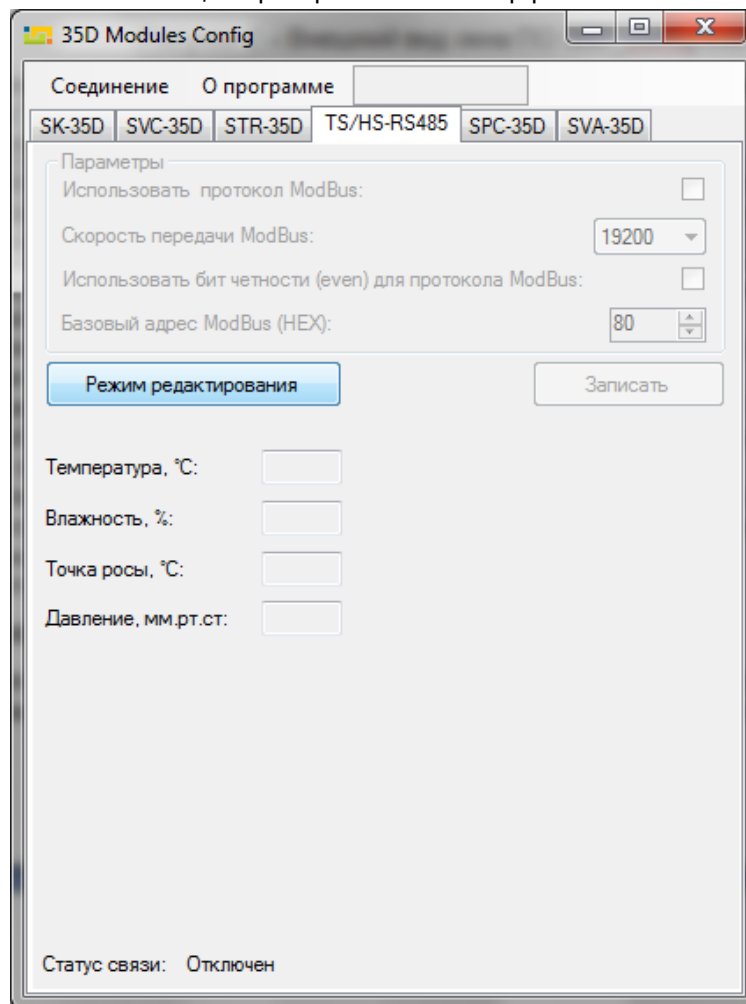 35D Modules Config
Соединение О программе
SK-35D SVC-35D STR-35D TS/HS-RS485 SPC-35D SVA-35D
Параметры
Использовать протокол ModBus:
Скорость передачи ModBus: 19200
Использовать бит четности (even) для протокола ModBus:
Базовый адрес ModBus (HEX): 80
Режим редактирования Записать
Температура, °C:
Влажность, %:
Точка росы, °C:
Давление, мм.рт.ст:
Статус связи: Отключен